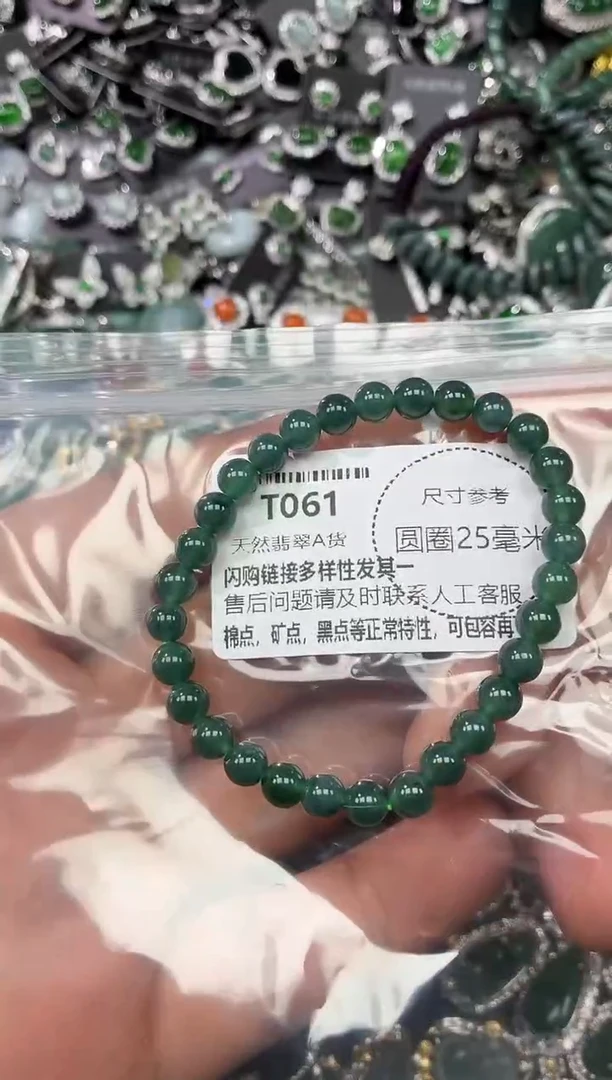 T061
尺寸参考
天然翡翠A货
圆圈25毫米
闪购链接多样性发其一
售后问题请及时联系人工客服
棉点，矿点，黑点等正常特性，可包容再